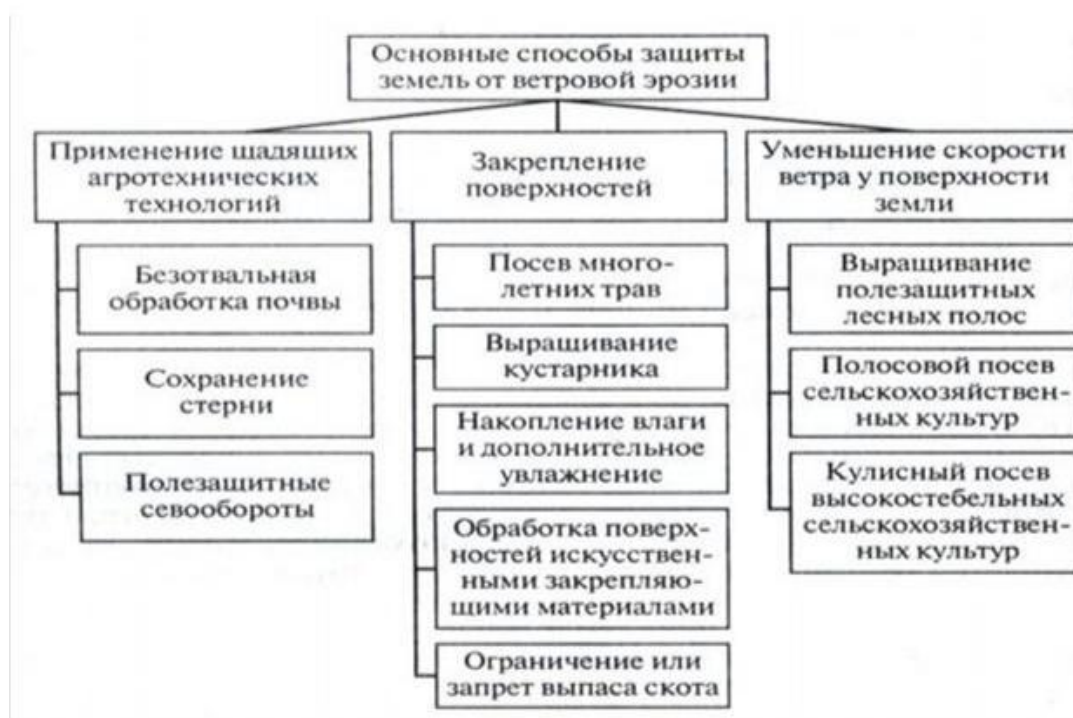 Основные способы защиты
земель от ветровой эрозии
Применение щадящих
агротехнических
технологий
Безотвальная
обработка почвы
Сохранение
стерни
Полезащитные
севообороты
Закрепление
поверхностей
Посев много-
летних трав
Выращивание
кустарника
Накопление влаги
и дополнительное
увлажнение
Обработка поверх-
ностей искусствен-
ными закрепляю-
щими материалами
Ограничение или
запрет выпаса скота
Уменьшение скорости
ветра у поверхности
земли
Выращивание
полезащитных
лесных полос
Полосовой посев
сельскохозяйствен-
ных культур
Кулисный посев
высокостебельных
сельскохозяйствен-
ных культур